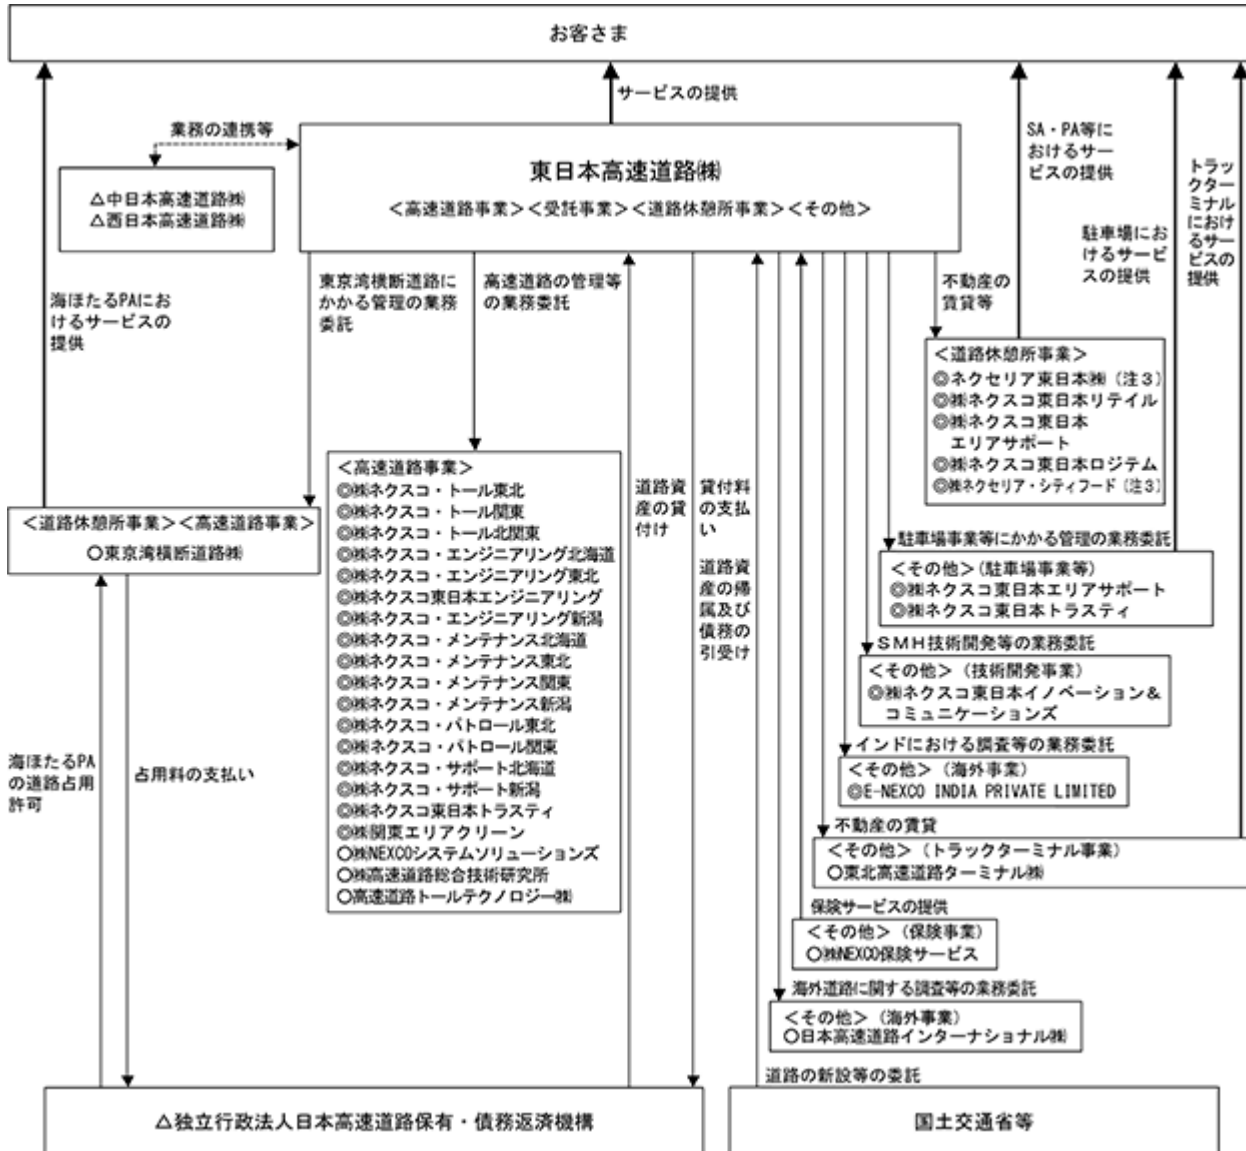 お客さま
サービスの提供
業務の連携等
SA・PA等に
おけるサー
ビスの提供
トラッ
クター
ミナル
におけ
るサー
ビスの
提供
東日本高速道路㈱
＜高速道路事業＞＜受託事業＞＜道路休憩所事業＞＜その他＞
△中日本高速道路㈱
△西日本高速道路㈱
駐車場にお
けるサービ
スの提供
海ほたるPAにお
けるサービスの
提供
東京湾横断道路に
かかる管理の業務
委託
高速道路の管理等
の業務委託
不動産の
賃貸等
＜道路休憩所事業＞
◎ネクセリア東日本㈱（注３）
◎㈱ネクスコ東日本リテイル
◎㈱ネクスコ東日本
エリアサポート
◎㈱ネクスコ東日本ロジテム
◎㈱ネクセリア・シティフード（注３）
＜高速道路事業＞
◎㈱ネクスコ・トール東北
◎㈱ネクスコ・トール関東
◎㈱ネクスコ・トール北関東
◎㈱ネクスコ・エンジニアリング北海道
◎㈱ネクスコ・エンジニアリング東北
◎㈱ネクスコ東日本エンジニアリング
◎㈱ネクスコ・エンジニアリング新潟
◎㈱ネクスコ・メンテナンス北海道
◎㈱ネクスコ・メンテナンス東北
◎㈱ネクスコ・メンテナンス関東
◎㈱ネクスコ・メンテナンス新潟
◎㈱ネクスコ・パトロール東北
◎㈱ネクスコ・パトロール関東
◎㈱ネクスコ・サポート北海道
◎㈱ネクスコ・サポート新潟
◎㈱ネクスコ東日本トラスティ
◎㈱関東エリアクリーン
○㈱NEXCOシステムソリューションズ
○㈱高速道路総合技術研究所
○高速道路トールテクノロジー㈱
道路資
産の貸
付け
貸付料
の支払
い
道路資
産の帰
属及び
債務の
引受け
＜道路休憩所事業＞＜高速道路事業＞
○東京湾横断道路㈱
駐車場事業等にかかる管理の業務委託
＜その他＞（駐車場事業等）
◎㈱ネクスコ東日本エリアサポート
◎㈱ネクスコ東日本トラスティ
ＳＭＨ技術開発等の業務委託
＜その他＞（技術開発事業）
◎㈱ネクスコ東日本イノベーション＆
コミュニケーションズ
インドにおける調査等の業務委託
＜その他＞（海外事業）
◎E-NEXCO INDIA PRIVATE LIMITED
不動産の賃貸
＜その他＞（トラックターミナル事業）
○東北高速道路ターミナル㈱
保険サービスの提供
＜その他＞（保険事業）
○㈱NEXCO保険サービス
海外道路に関する調査等の業務委託
＜その他＞（海外事業）
○日本高速道路インターナショナル㈱
海ほたるPA
の道路占用
許可
占用料の支払い
道路の新設等の委託
△独立行政法人日本高速道路保有・債務返済機構
国土交通省等